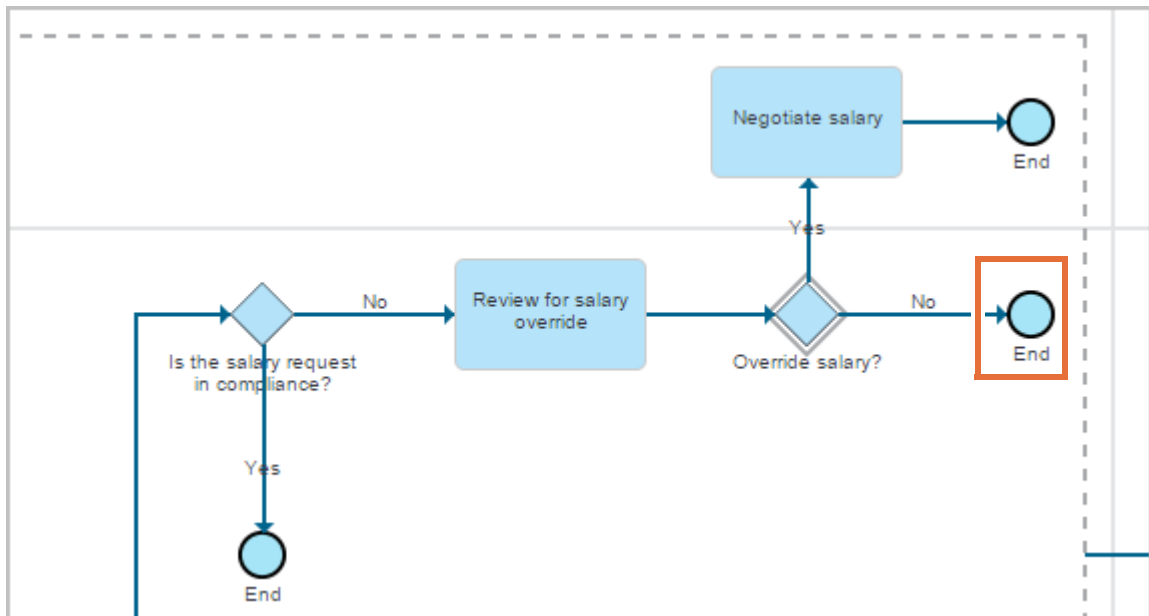 Negotiate salary
End
Yes
No
Review for salary
override
No
Is the salary request
in compliance?
Override salary?
End
Yes
End